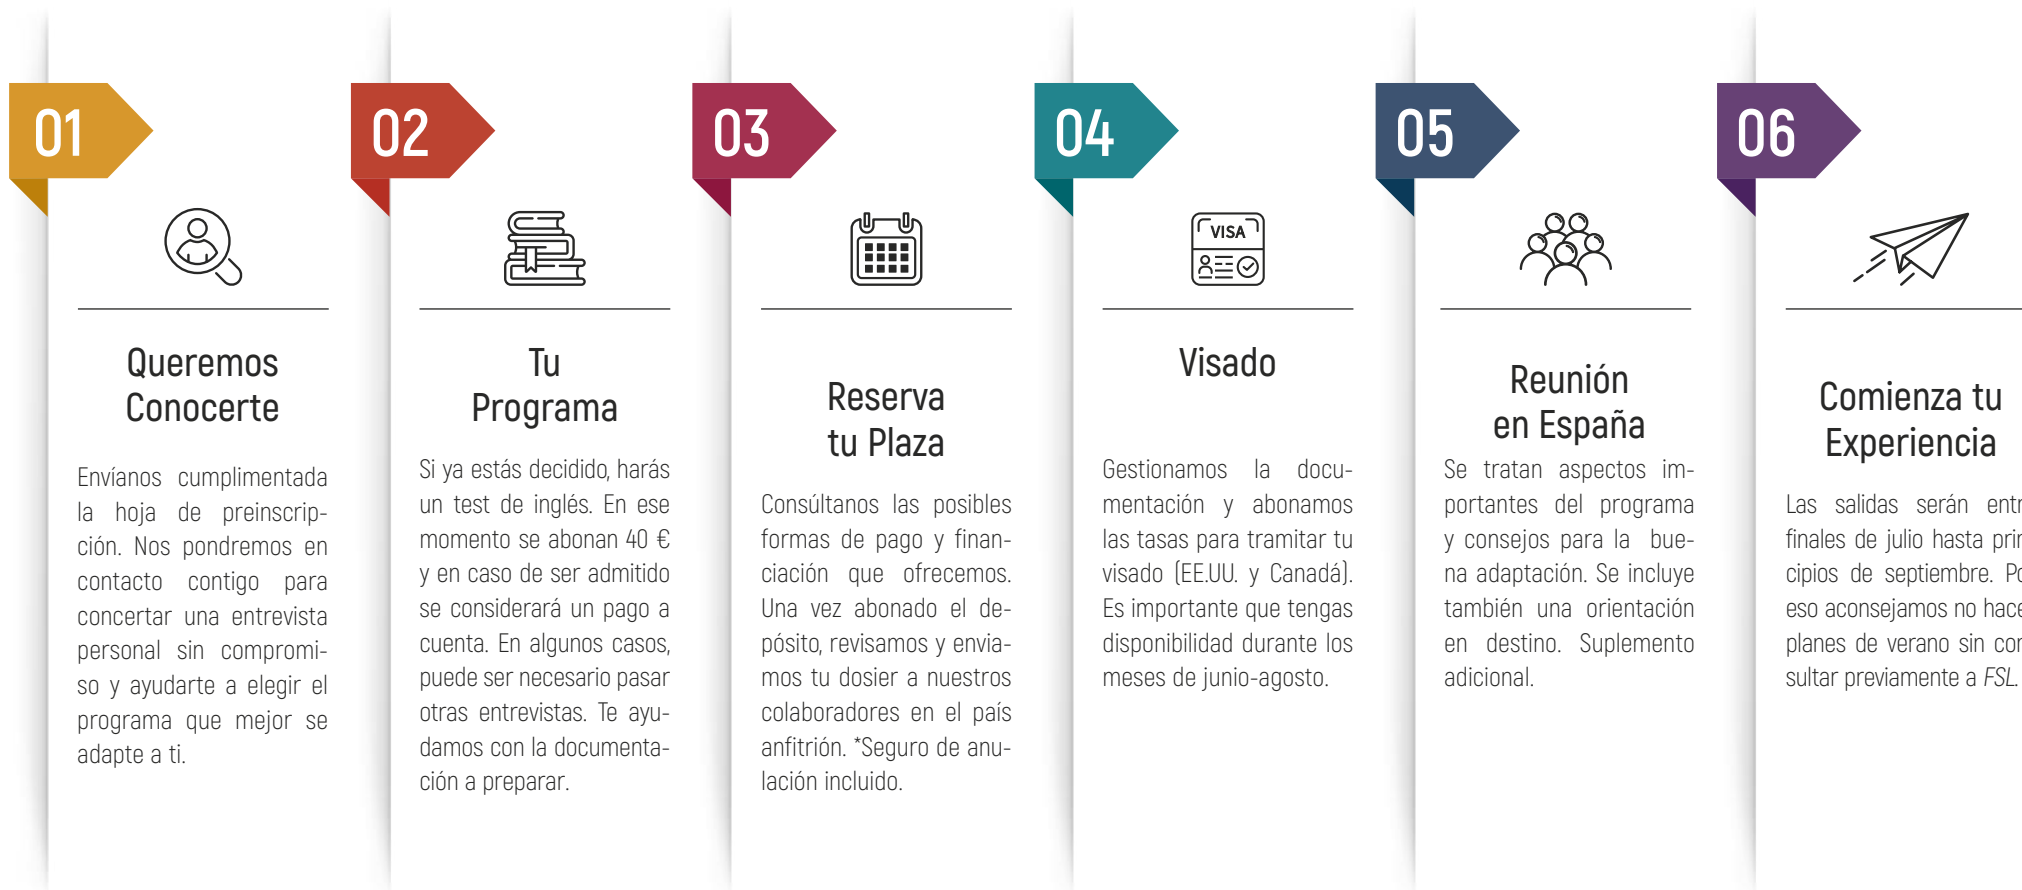 01
Queremos
Conocerte
Envíanos cumplimentada
la hoja de preinscrip-
ción. Nos pondremos en
contacto contigo para
concertar una entrevista
personal sin compromi-
so y ayudarte a elegir el
programa que mejor se
adapte a ti.
02
Tu
Programa
Si ya estás decidido, harás
un test de inglés. En ese
momento se abonan 40 €
y en caso de ser admitido
se considerará un pago a
cuenta. En algunos casos,
puede ser necesario pasar
otras entrevistas. Te ayu-
damos con la documenta-
ción a preparar.
03
Reserva
tu Plaza
Consúltanos las posibles
formas de pago y finan-
ciación que ofrecemos.
Una vez abonado el de-
pósito, revisamos y envia-
mos tu dosier a nuestros
colaboradores en el país
anfitrión. *Seguro de anu-
lación incluido.
04
VISA
Visado
Gestionamos la docu-
mentación y abonamos
las tasas para tramitar tu
visado (EE.UU. y Canadá).
Es importante que tengas
disponibilidad durante los
meses de junio-agosto.
05
Reunión
en España
Se tratan aspectos im-
portantes del programa
y consejos para la bue-
na adaptación. Se incluye
también una orientación
en destino. Suplemento
adicional.
06
Comienza tu
Experiencia
Las salidas serán entr
finales de julio hasta prin
cipios de septiembre. Po
eso aconsejamos no hace
planes de verano sin con
sultar previamente a FSL.